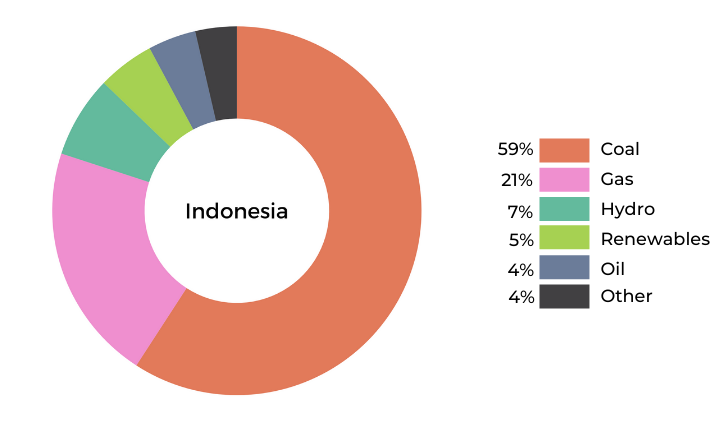 Indonesia
59% Coal
21% Gas
7% Hydro
5% Renewables
4% Oil
4% Other